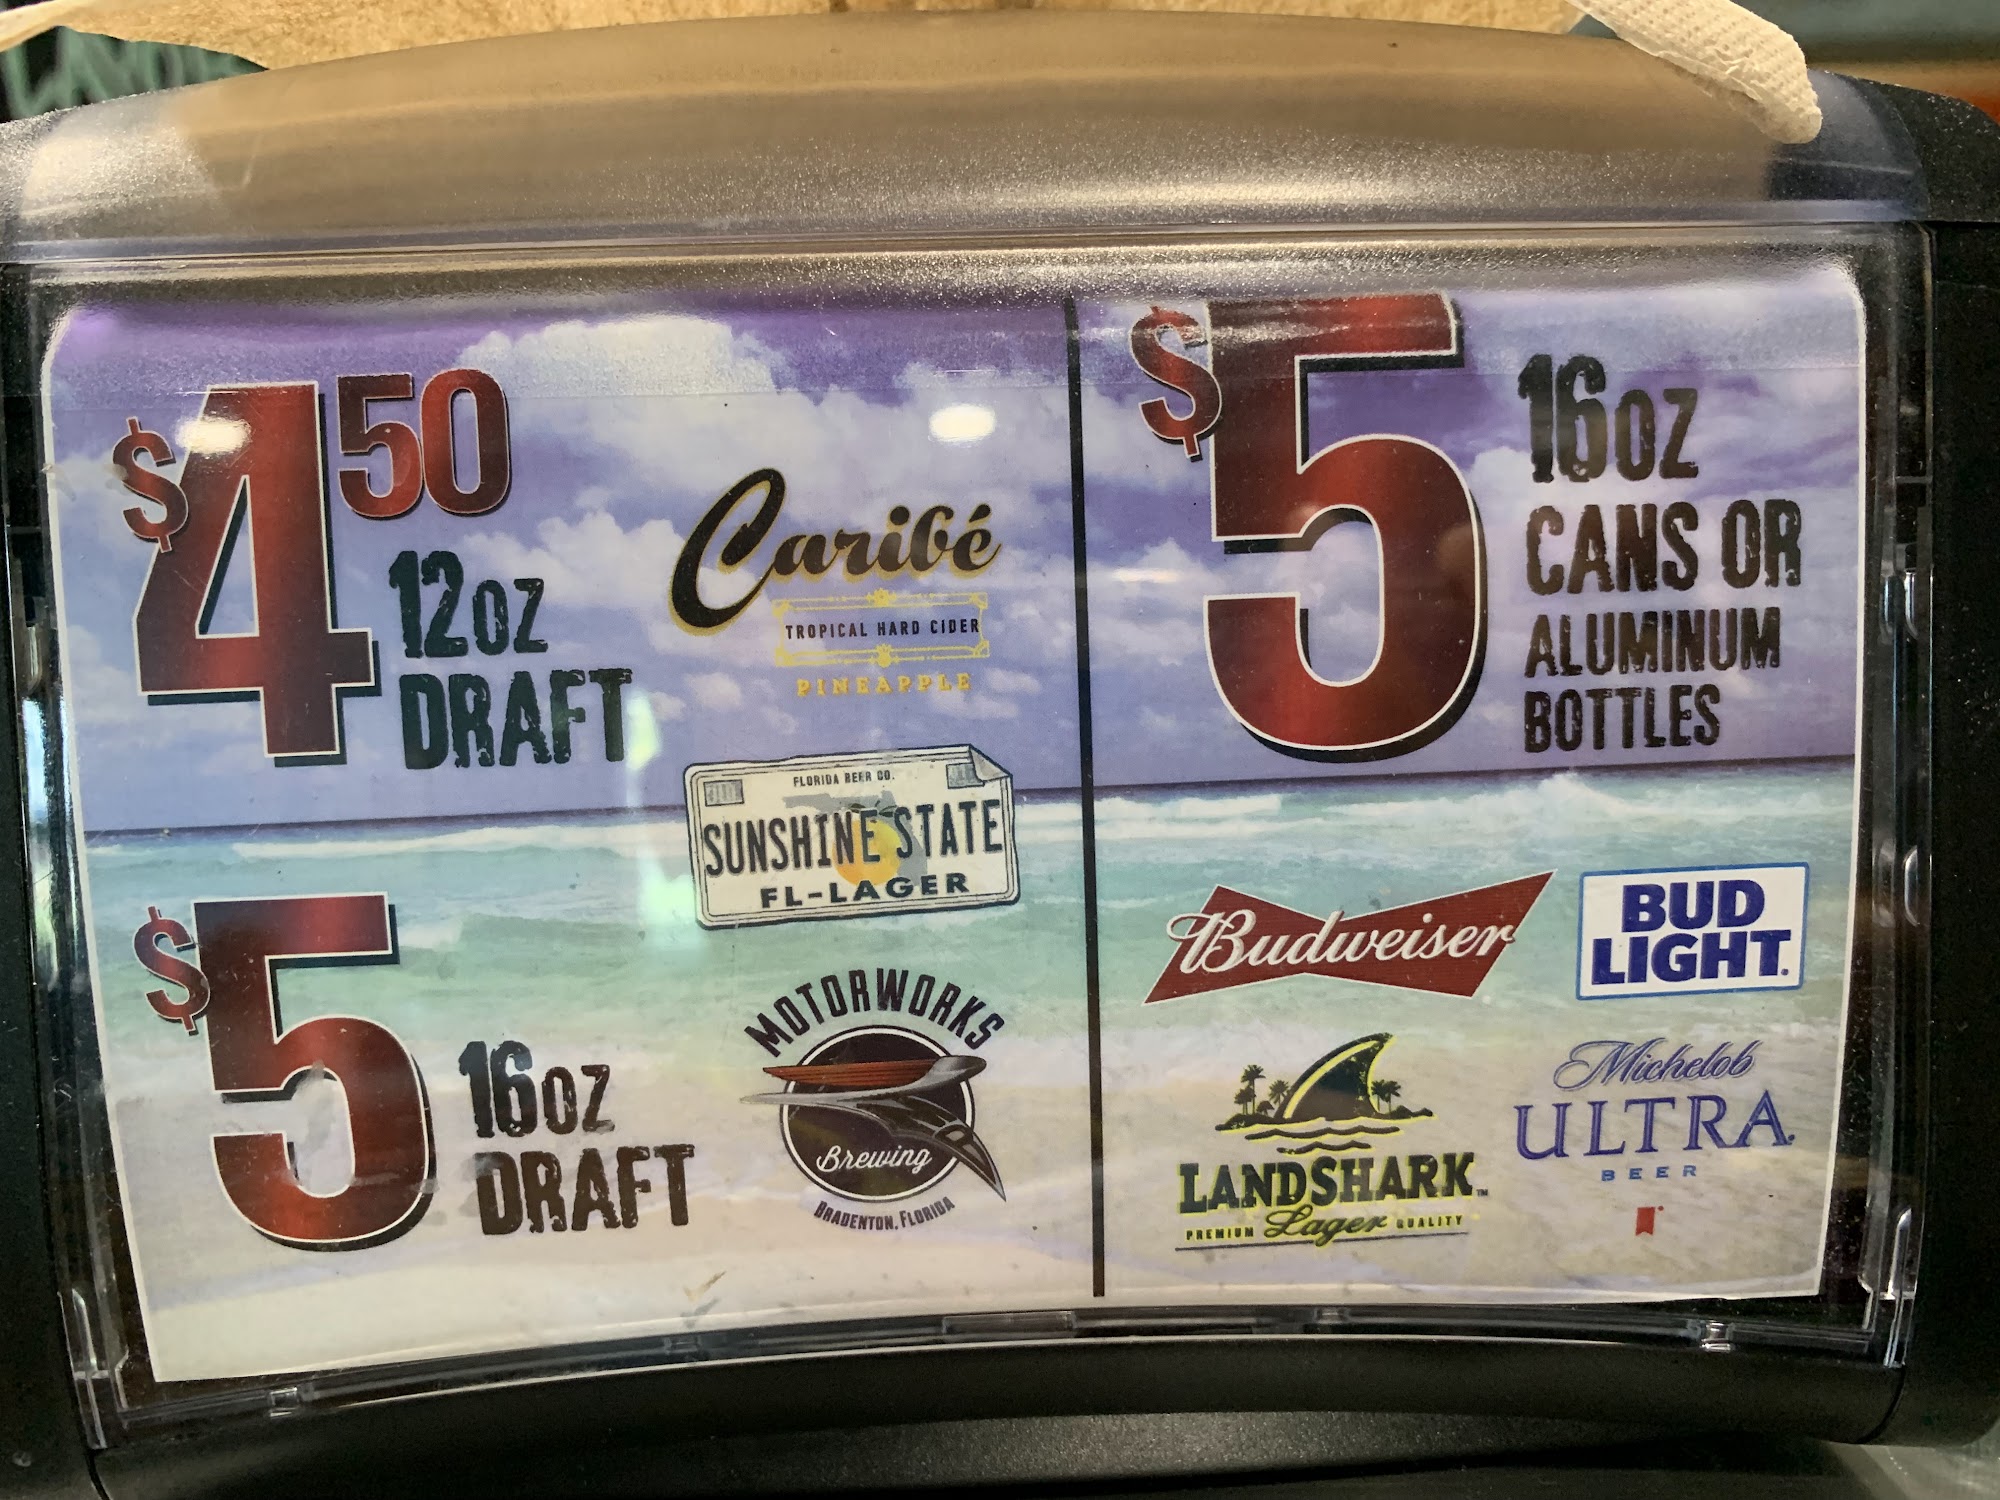 $4.50
12oz
DRAFT
Caribé
TROPICAL HARD CIDER
PINEAPPLE
FLORIDA BEER CO.
SUNSHINE STATE
FL-LAGER
$5
16oz
DRAFT
MOTORWORKS
Brewing
BRADENTON, FLORIDA
$5
16oz
CANS OR
ALUMINUM
BOTTLES
Budweiser
BUD
LIGHT
LANDSHARK™
PREMIUM Lager QUALITY
Michelob
ULTRA
BEER